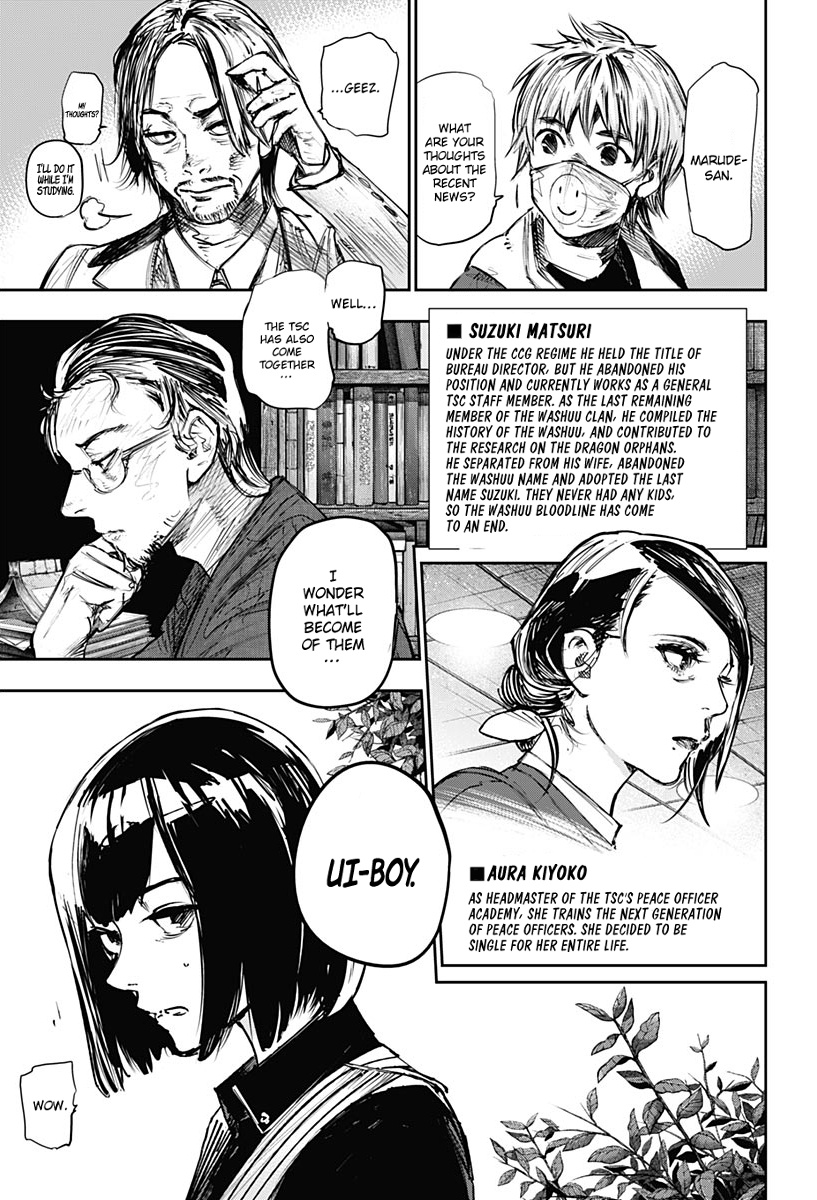 MARUDE-
SAN.
WHAT
ARE YOUR
THOUGHTS
ABOUT THE
RECENT
NEWS?
...GEEZ.
MY
THOUGHTS?
I'LL DO IT
WHILE I'M
STUDYING.
WELL...
THE TSC
HAS ALSO
COME
TOGETHER
...
■ SUZUKI MATSURI
UNDER THE CCG REGIME HE HELD THE TITLE OF
BUREAU DIRECTOR, BUT HE ABANDONED HIS
POSITION AND CURRENTLY WORKS AS A GENERAL
TSC STAFF MEMBER. AS THE LAST REMAINING
MEMBER OF THE WASHUU CLAN, HE COMPILED THE
HISTORY OF THE WASHUU, AND CONTRIBUTED TO
THE RESEARCH ON THE DRAGON ORPHANS.
HE SEPARATED FROM HIS WIFE, ABANDONED
THE WASHUU NAME AND ADOPTED THE LAST
NAME SUZUKI. THEY NEVER HAD ANY KIDS,
SO THE WASHUU BLOODLINE HAS COME
TO AN END.
I
WONDER
WHAT'LL
BECOME
OF THEM
...
■AURA KIYOKO
AS HEADMASTER OF THE TSC'S PEACE OFFICER
ACADEMY, SHE TRAINS THE NEXT GENERATION
OF PEACE OFFICERS. SHE DECIDED TO BE
SINGLE FOR HER ENTIRE LIFE.
UI-BOY.
WOW.